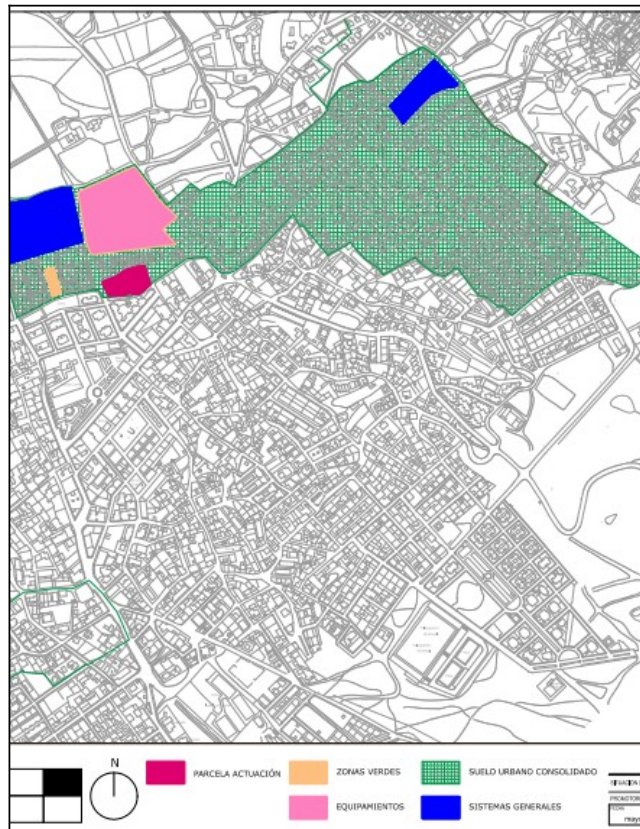 N
PARCELA ACTUACIÓN
ZONAS VERDES
SUELO URBANO CONSOLIDADO
EQUIPAMIENTOS
SISTEMAS GENERALES